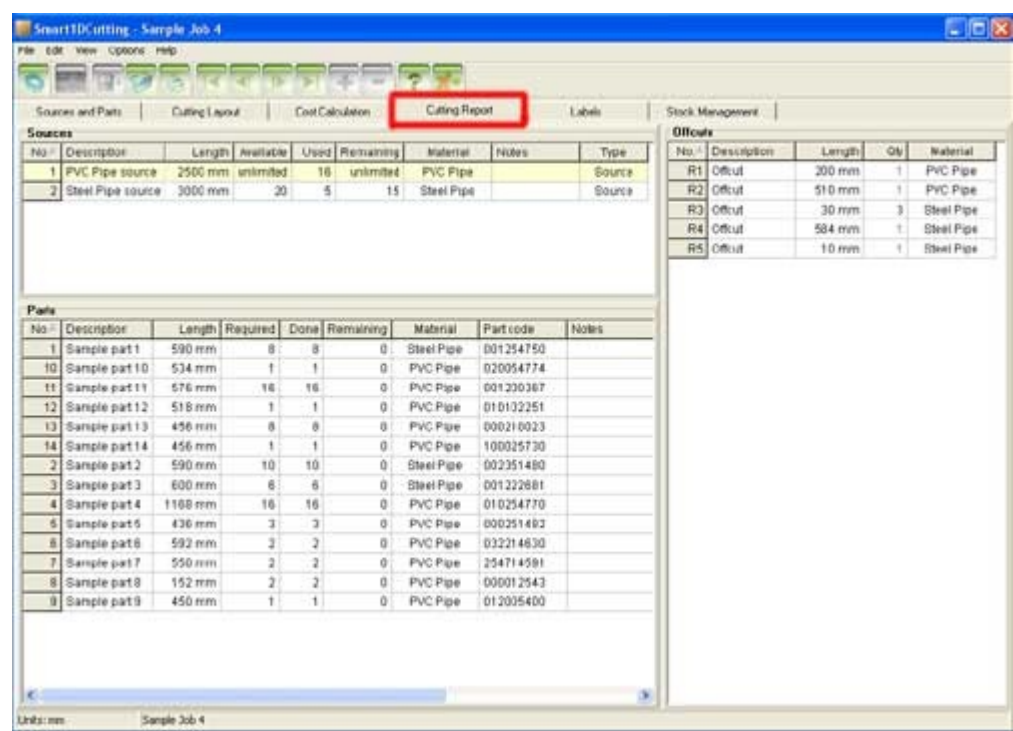 Smart1DCutting - Sample Job 4
File Edit View Options Help
Sources and Parts Cutting Layout Cost Calculation Cutting Report Labels Stock Management
Sources
No. Description Length Available Used Remaining Material Notes Type
1 PVC Pipe source 2500 mm unlimited 16 unlimited PVC Pipe Source
2 Steel Pipe source 3000 mm 20 5 15 Steel Pipe Source
Offcuts
No. Description Length Qty Material
R1 Offcut 200 mm 1 PVC Pipe
R2 Offcut 510 mm 1 PVC Pipe
R3 Offcut 30 mm 3 Steel Pipe
R4 Offcut 584 mm 1 Steel Pipe
R5 Offcut 10 mm 1 Steel Pipe
Parts
No. Description Length Required Done Remaining Material Part code Notes
1 Sample part 1 590 mm 8 8 0 Steel Pipe 001254750
10 Sample part 10 534 mm 1 1 0 PVC Pipe 020054774
11 Sample part 11 576 mm 16 16 0 PVC Pipe 001200367
12 Sample part 12 518 mm 1 1 0 PVC Pipe 010102251
13 Sample part 13 456 mm 8 8 0 PVC Pipe 000210023
14 Sample part 14 456 mm 1 1 0 PVC Pipe 100025730
2 Sample part 2 590 mm 10 10 0 Steel Pipe 002351480
3 Sample part 3 600 mm 6 6 0 Steel Pipe 001222681
4 Sample part 4 1168 mm 16 16 0 PVC Pipe 010254770
5 Sample part 5 436 mm 3 3 0 PVC Pipe 000251493
6 Sample part 6 592 mm 2 2 0 PVC Pipe 032214630
7 Sample part 7 550 mm 2 2 0 PVC Pipe 254714591
8 Sample part 8 152 mm 2 2 0 PVC Pipe 000012543
9 Sample part 9 450 mm 1 1 0 PVC Pipe 012005400
Units: mm Sample Job 4